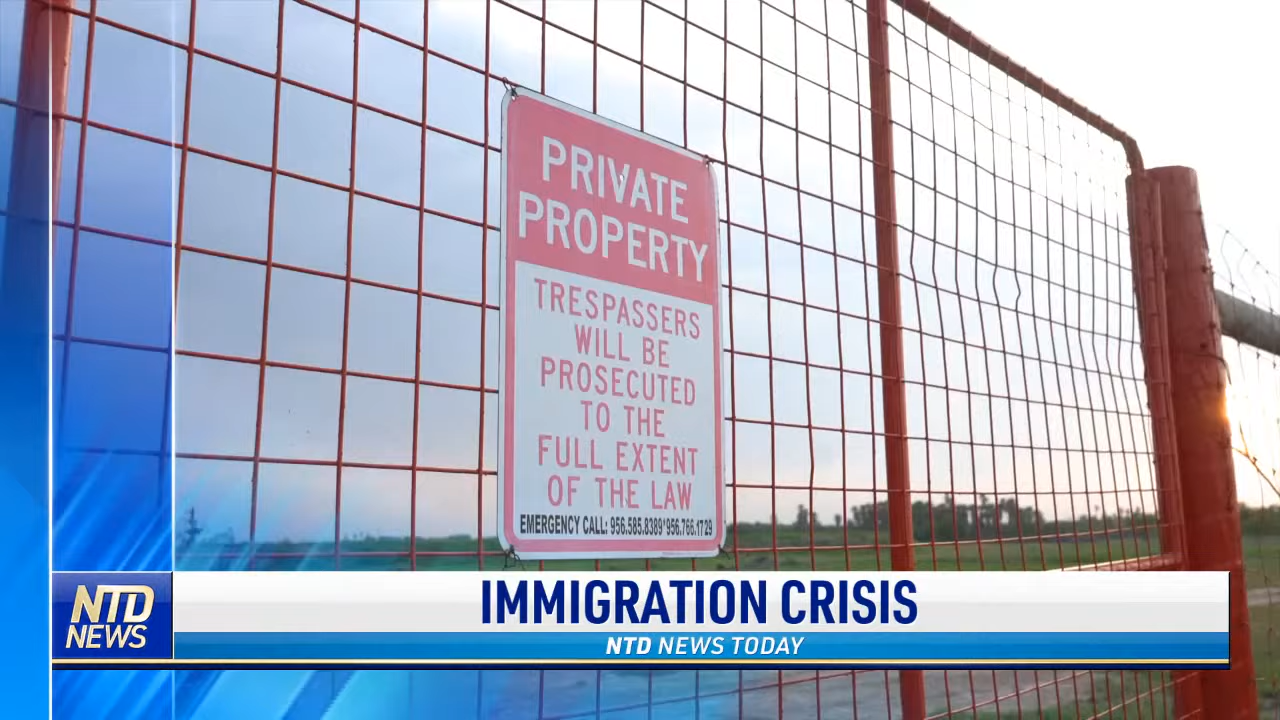 PRIVATE
PROPERTY
TRESPASSERS
WILL BE
PROSECUTED
TO THE
FULL EXTENT
OF THE LAW
EMERGENCY CALL: 956.585.8389*956.766.1729
NTD
NEWS
IMMIGRATION CRISIS
NTD NEWS TODAY